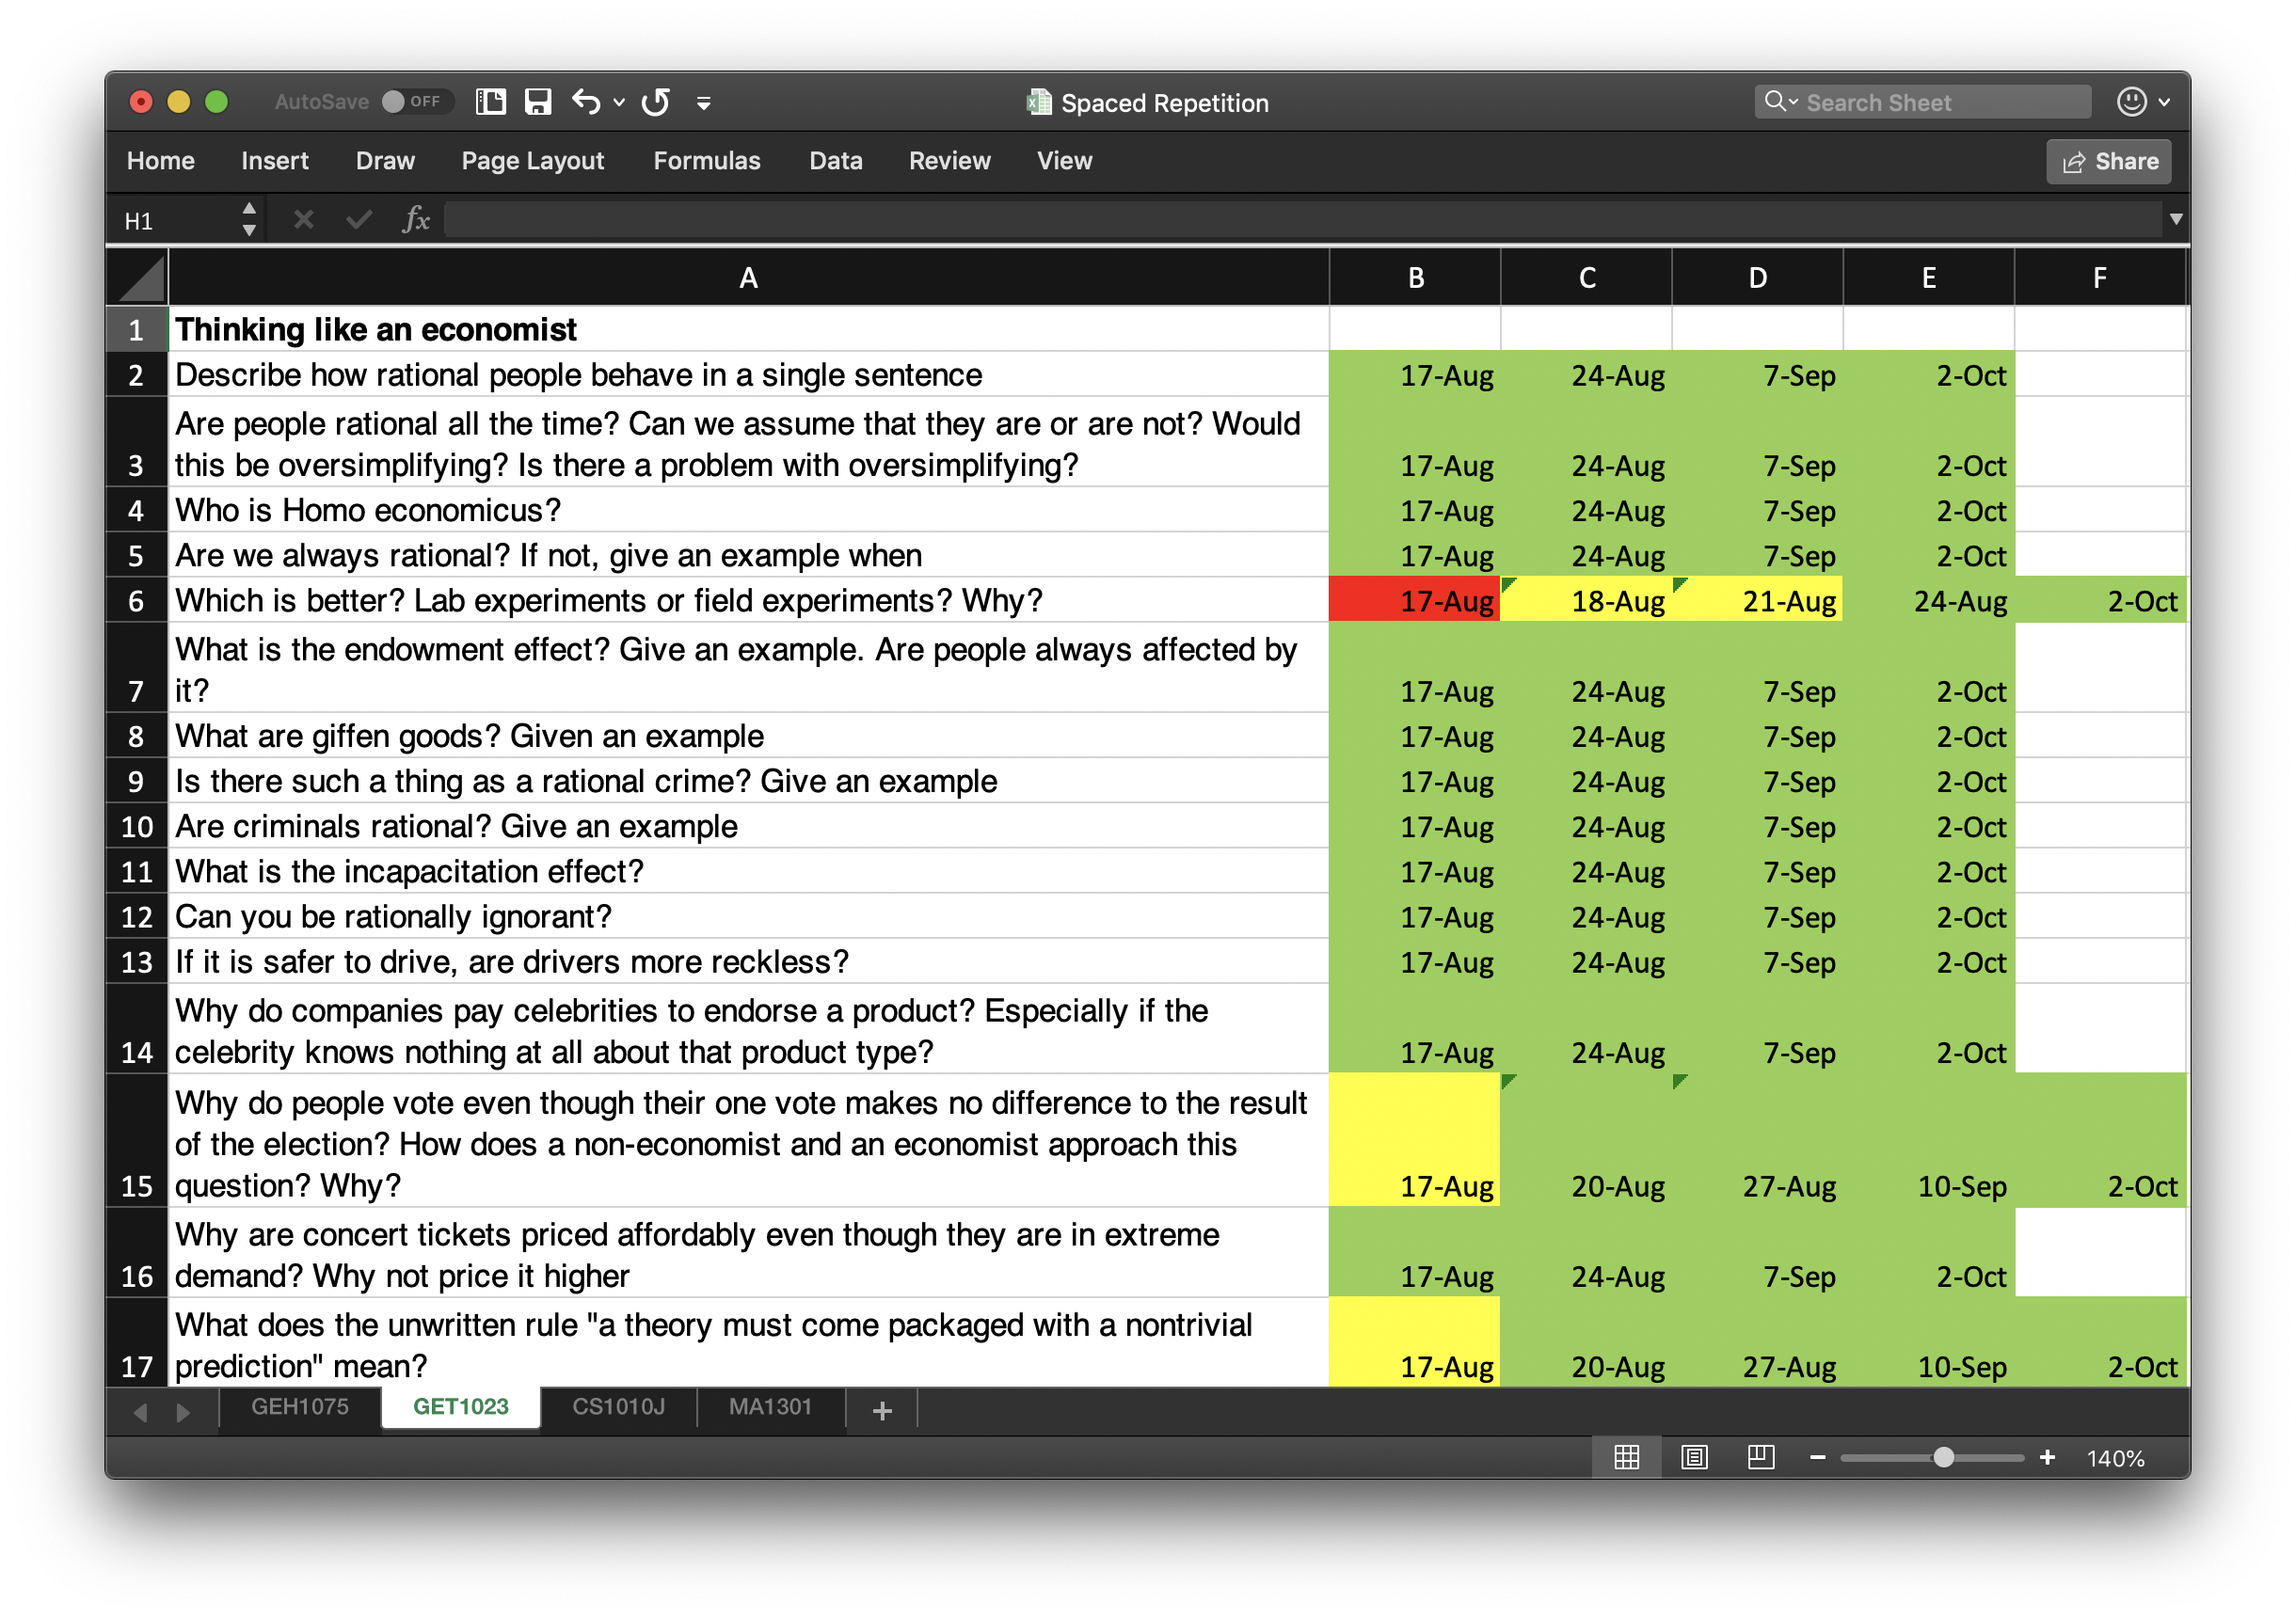 AutoSave OFF
Spaced Repetition
Search Sheet
Home Insert Draw Page Layout Formulas Data Review View
Share
H1 fx
A B C D E F
1 Thinking like an economist
2 Describe how rational people behave in a single sentence 17-Aug 24-Aug 7-Sep 2-Oct
Are people rational all the time? Can we assume that they are or are not? Would
3 this be oversimplifying? Is there a problem with oversimplifying? 17-Aug 24-Aug 7-Sep 2-Oct
4 Who is Homo economicus? 17-Aug 24-Aug 7-Sep 2-Oct
5 Are we always rational? If not, give an example when 17-Aug 24-Aug 7-Sep 2-Oct
6 Which is better? Lab experiments or field experiments? Why? 17-Aug 18-Aug 21-Aug 24-Aug 2-Oct
What is the endowment effect? Give an example. Are people always affected by
7 it? 17-Aug 24-Aug 7-Sep 2-Oct
8 What are giffen goods? Given an example 17-Aug 24-Aug 7-Sep 2-Oct
9 Is there such a thing as a rational crime? Give an example 17-Aug 24-Aug 7-Sep 2-Oct
10 Are criminals rational? Give an example 17-Aug 24-Aug 7-Sep 2-Oct
11 What is the incapacitation effect? 17-Aug 24-Aug 7-Sep 2-Oct
12 Can you be rationally ignorant? 17-Aug 24-Aug 7-Sep 2-Oct
13 If it is safer to drive, are drivers more reckless? 17-Aug 24-Aug 7-Sep 2-Oct
Why do companies pay celebrities to endorse a product? Especially if the
14 celebrity knows nothing at all about that product type? 17-Aug 24-Aug 7-Sep 2-Oct
Why do people vote even though their one vote makes no difference to the result
of the election? How does a non-economist and an economist approach this
15 question? Why? 17-Aug 20-Aug 27-Aug 10-Sep 2-Oct
Why are concert tickets priced affordably even though they are in extreme
16 demand? Why not price it higher 17-Aug 24-Aug 7-Sep 2-Oct
What does the unwritten rule "a theory must come packaged with a nontrivial
17 prediction" mean? 17-Aug 20-Aug 27-Aug 10-Sep 2-Oct
GEH1075 GET1023 CS1010J MA1301 +
140%